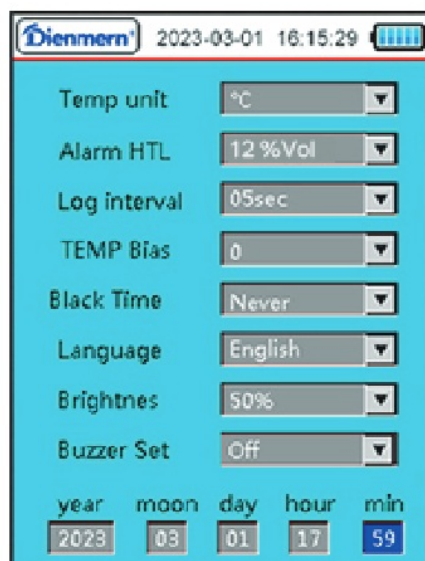 Dienmern 2023-03-01 16:15:29
Temp unit °C
Alarm HTL 12 %Vol
Log interval 05sec
TEMP Bias 0
Black Time Never
Language English
Brightnes 50%
Buzzer Set Off
year moon day hour min
2023 03 01 17 59